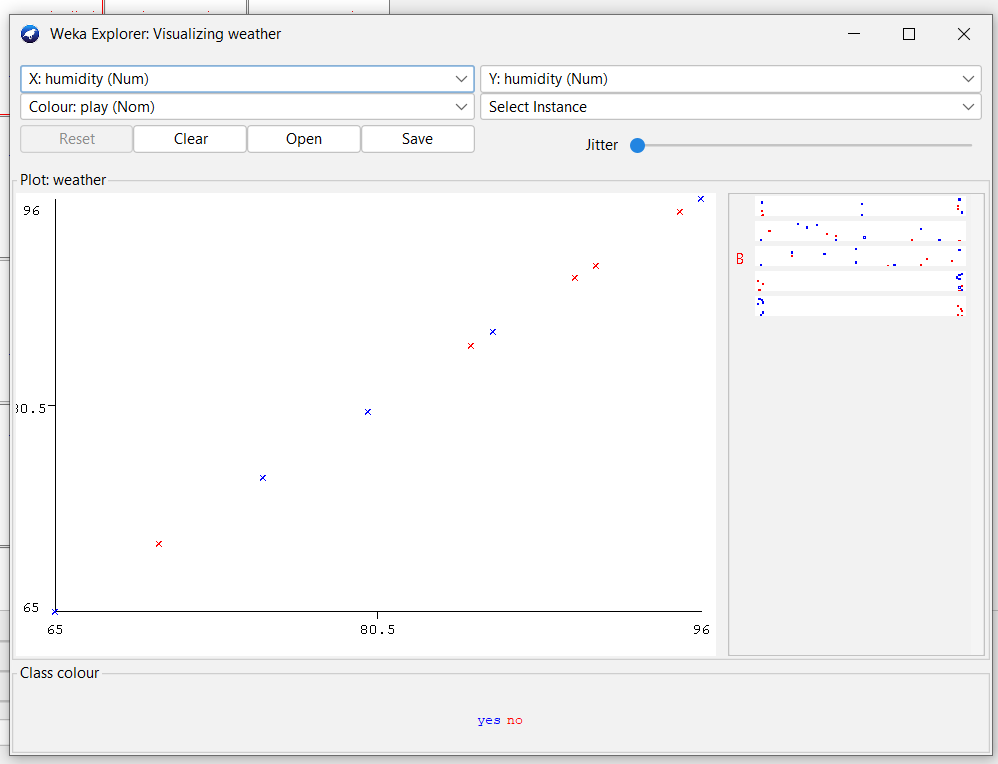 Weka Explorer: Visualizing weather
X: humidity (Num)
Y: humidity (Num)
Colour: play (Nom)
Select Instance
Reset
Clear
Open
Save
Jitter
Plot: weather
96
80.5
65
65
80.5
96
B
Class colour
yes no